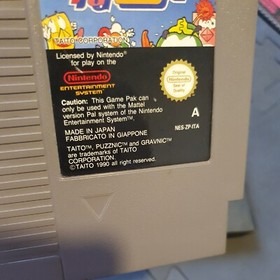 TAITO CORPORATION
Licensed by Nintendo®
for play on the
Nintendo®
ENTERTAINMENT
SYSTEM™
Original
Nintendo
Seal of Quality
Caution: This Game Pak can
only be used with the Mattel
version Pal system of the Nintendo
Entertainment System™.
A
MADE IN JAPAN
FABBRICATO IN GIAPPONE
NES-ZP-ITA
TAITO™, PUZZNIC™ and GRAVNIC™
are trademarks of TAITO
CORPORATION.
©TAITO 1990 all right reserved.